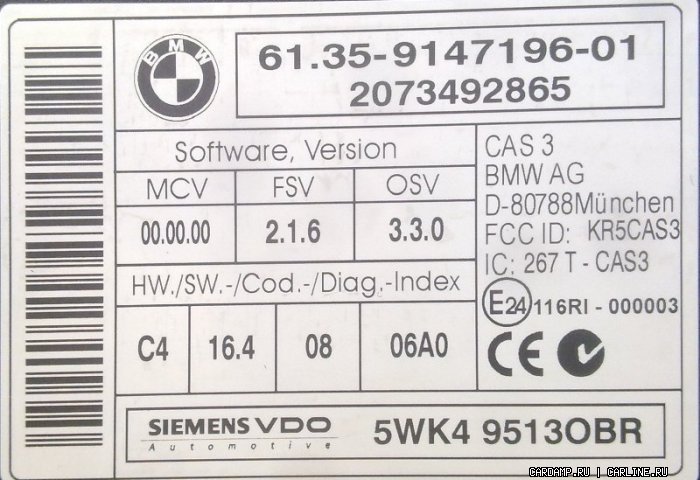 BMW
61.35-9147196-01
2073492865
Software, Version
MCV FSV OSV
00.00.00 2.1.6 3.3.0
HW./SW.-/Cod.-/Diag.-Index
C4 16.4 08 06A0
CAS 3
BMW AG
D-80788München
FCC ID: KR5CAS3
IC: 267 T - CAS3
E24 116RI - 000003
CE
SIEMENS VDO
Automotive
5WK4 9513OBR
CARDAMP.RU | CARLINE.RU